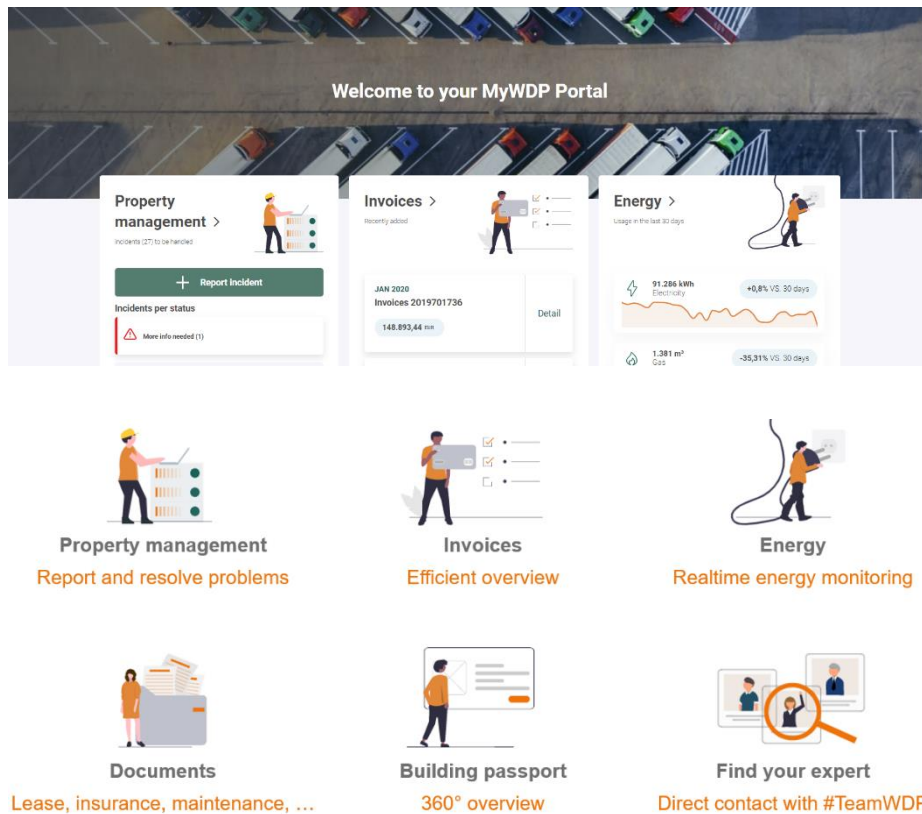 Welcome to your MyWDP Portal
Property
management >
Incidents (27) to be handled
+ Report Incident
Incidents per status
More info needed (1)
Invoices >
Recently added
JAN 2020
Invoices 2019701736
148.893,44
Detail
Energy >
Usage in the last 30 days
91.286 kWh
Electricity
+0,8% VS. 30 days
1.381 m³
Gas
-35,31% VS. 30 days
Property management
Report and resolve problems
Invoices
Efficient overview
Energy
Realtime energy monitoring
Documents
Lease, insurance, maintenance, …
Building passport
360° overview
Find your expert
Direct contact with #TeamWDP